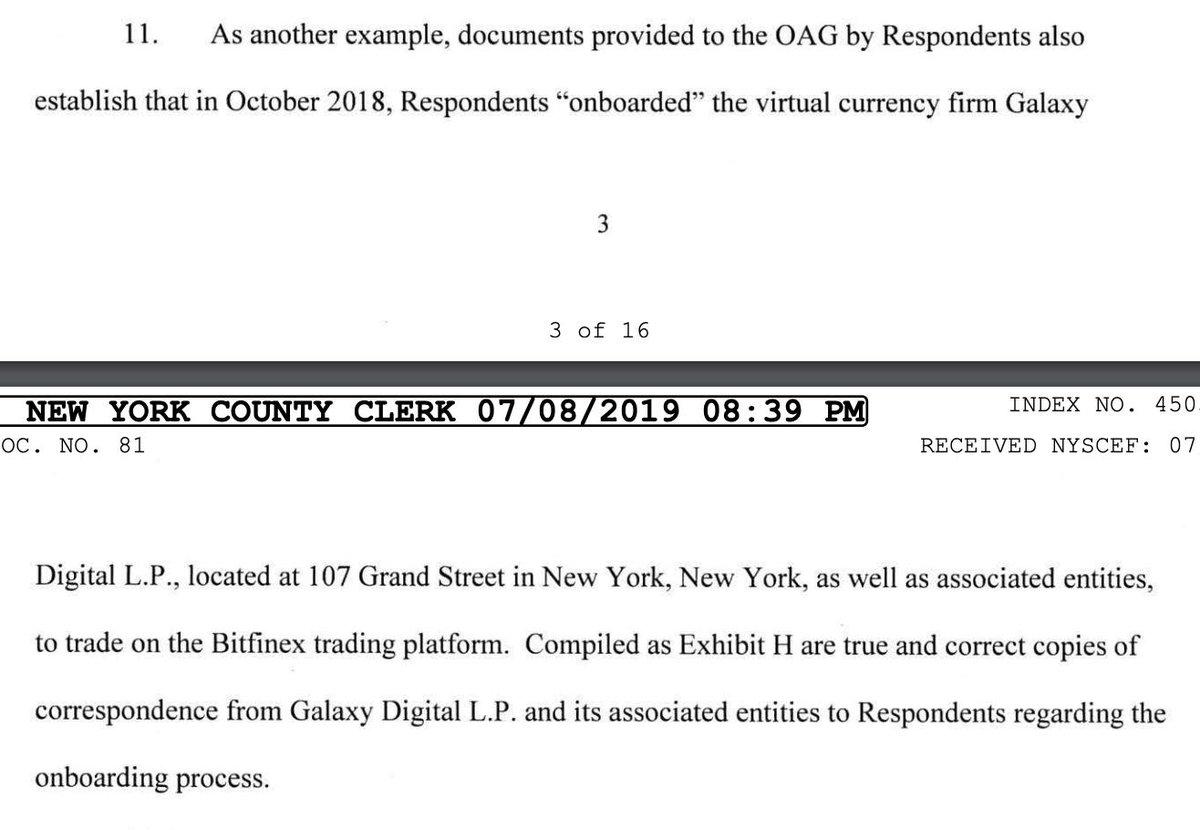 11. As another example, documents provided to the OAG by Respondents also
establish that in October 2018, Respondents “onboarded” the virtual currency firm Galaxy
3
3 of 16
NEW YORK COUNTY CLERK 07/08/2019 08:39 PM
INDEX NO. 450
OC. NO. 81
RECEIVED NYSCEF: 07
Digital L.P., located at 107 Grand Street in New York, New York, as well as associated entities,
to trade on the Bitfinex trading platform.  Compiled as Exhibit H are true and correct copies of
correspondence from Galaxy Digital L.P. and its associated entities to Respondents regarding the
onboarding process.